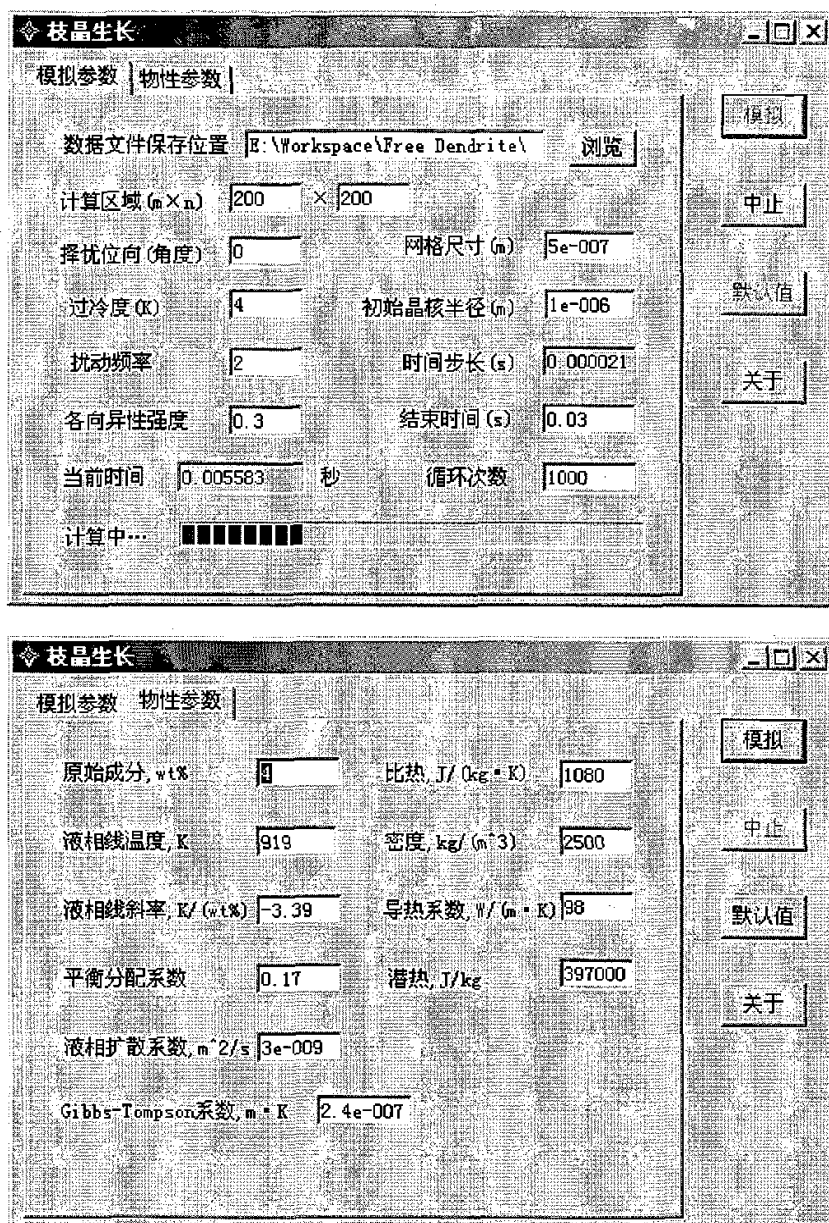 枝晶生长
模拟参数 物性参数
模拟
数据文件保存位置 E:\Workspace\Free Dendrite\ 浏览
计算区域(m×n) 200 × 200 中止
择优位向(角度) 0 网格尺寸(m) 5e-007
默认值
过冷度(K) 4 初始晶核半径(m) 1e-006
扰动频率 2 时间步长(s) 0.000021
关于
各向异性强度 0.3 结束时间(s) 0.03
当前时间 0.005583 秒 循环次数 1000
计算中…
枝晶生长
模拟参数 物性参数
模拟
原始成分,wt% 4 比热,J/(kg▪K) 1080
液相线温度,K 919 密度,kg/(m^3) 2500 中止
液相线斜率,K/(wt%) -3.39 导热系数,W/(m▪K) 98 默认值
平衡分配系数 0.17 潜热,J/kg 397000
关于
液相扩散系数,m^2/s 3e-009
Gibbs-Tompson系数,m▪K 2.4e-007